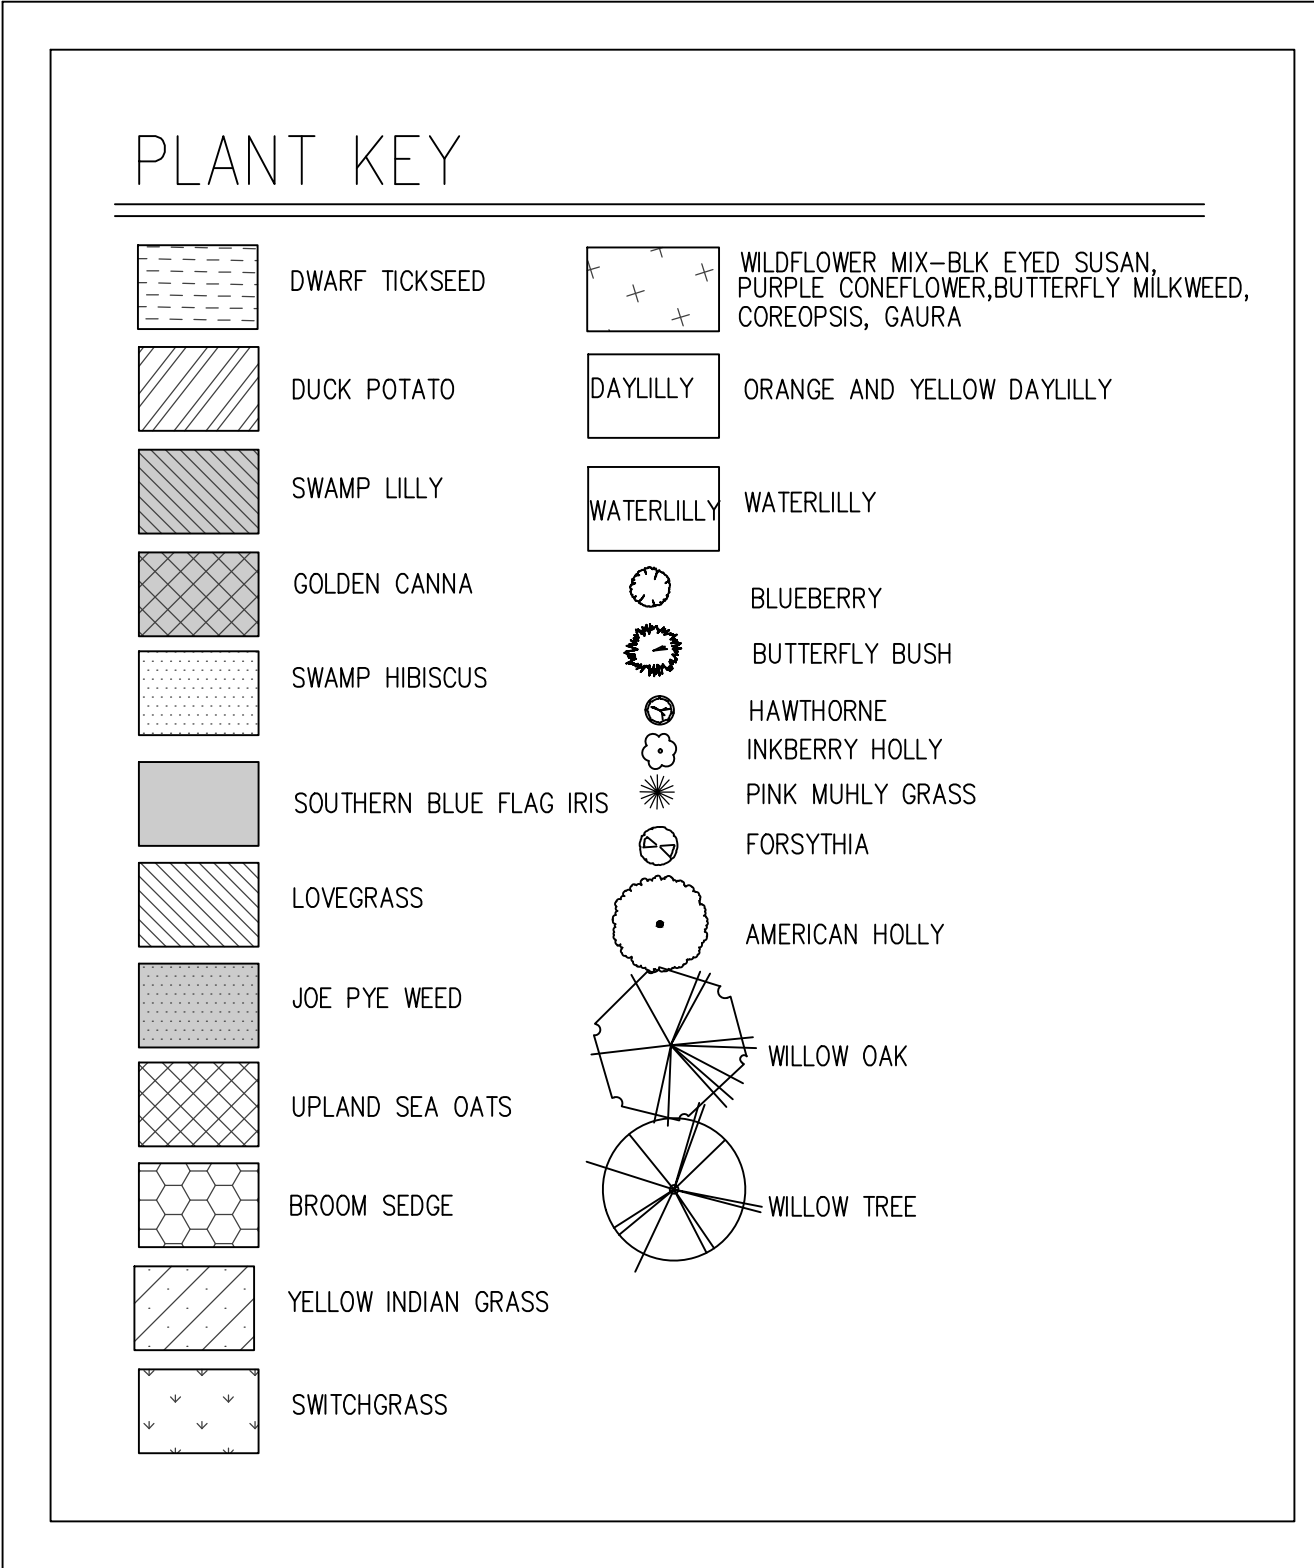 PLANT KEY
DWARF TICKSEED
DUCK POTATO
SWAMP LILLY
GOLDEN CANNA
SWAMP HIBISCUS
SOUTHERN BLUE FLAG IRIS
LOVEGRASS
JOE PYE WEED
UPLAND SEA OATS
BROOM SEDGE
YELLOW INDIAN GRASS
SWITCHGRASS
WILDFLOWER MIX-BLK EYED SUSAN,
PURPLE CONEFLOWER,BUTTERFLY MILKWEED,
COREOPSIS, GAURA
DAYLILLY ORANGE AND YELLOW DAYLILLY
WATERLILLY WATERLILLY
BLUEBERRY
BUTTERFLY BUSH
HAWTHORNE
INKBERRY HOLLY
PINK MUHLY GRASS
FORSYTHIA
AMERICAN HOLLY
WILLOW OAK
WILLOW TREE